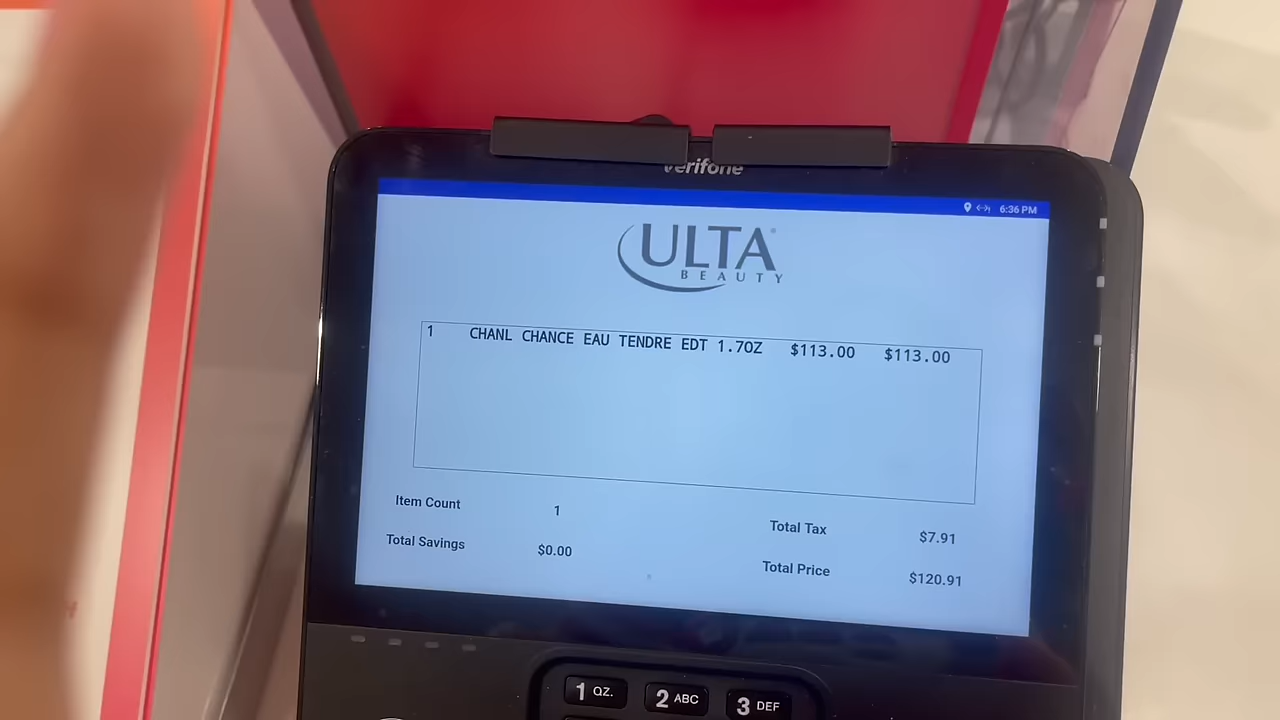 verifone
6:36 PM
ULTA
BEAUTY
1 CHANL CHANCE EAU TENDRE EDT 1.7OZ $113.00 $113.00
Item Count 1
Total Tax $7.91
Total Savings $0.00
Total Price $120.91
1 QZ. 2 ABC 3 DEF